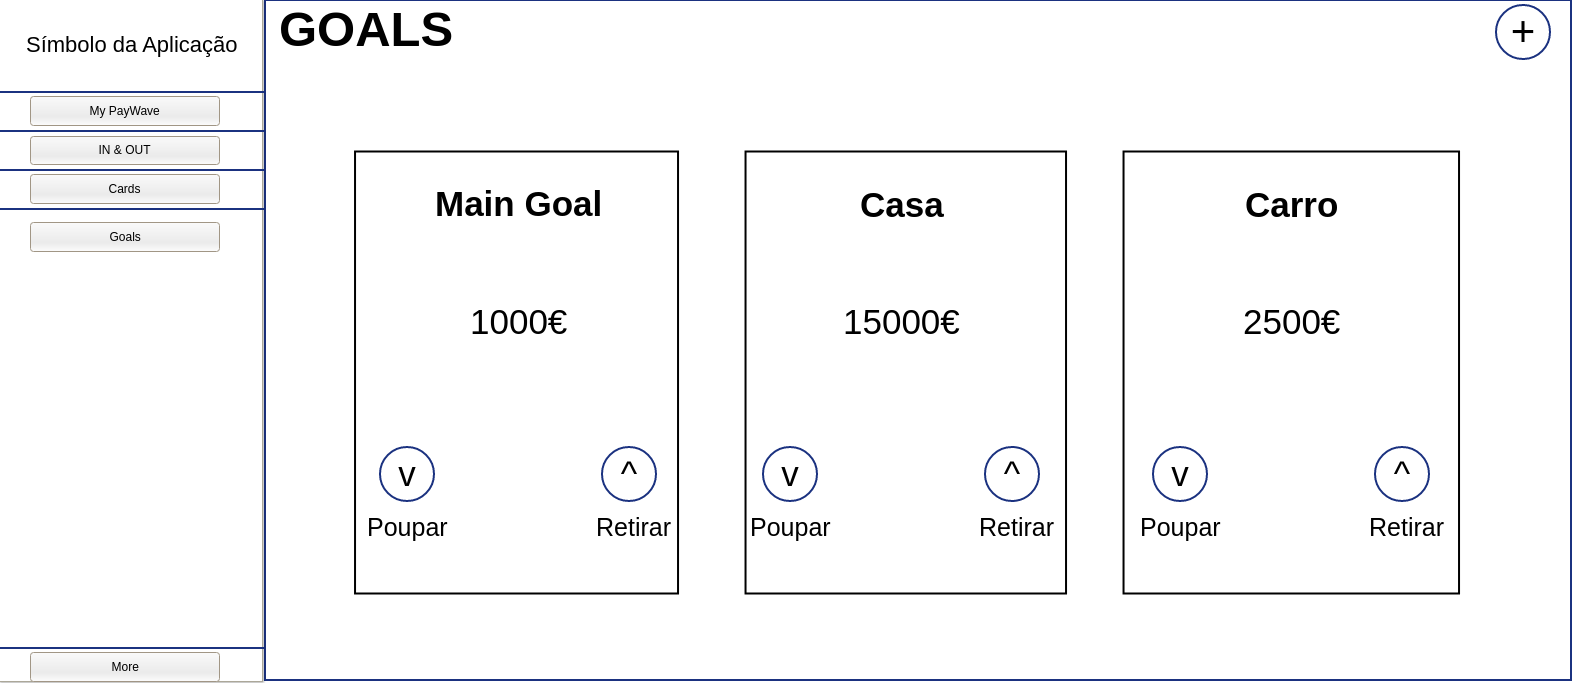 Símbolo da Aplicação
My PayWave
IN & OUT
Cards
Goals
More
GOALS
+
Main Goal
1000€
v ^
Poupar Retirar
Casa
15000€
v ^
Poupar Retirar
Carro
2500€
v ^
Poupar Retirar